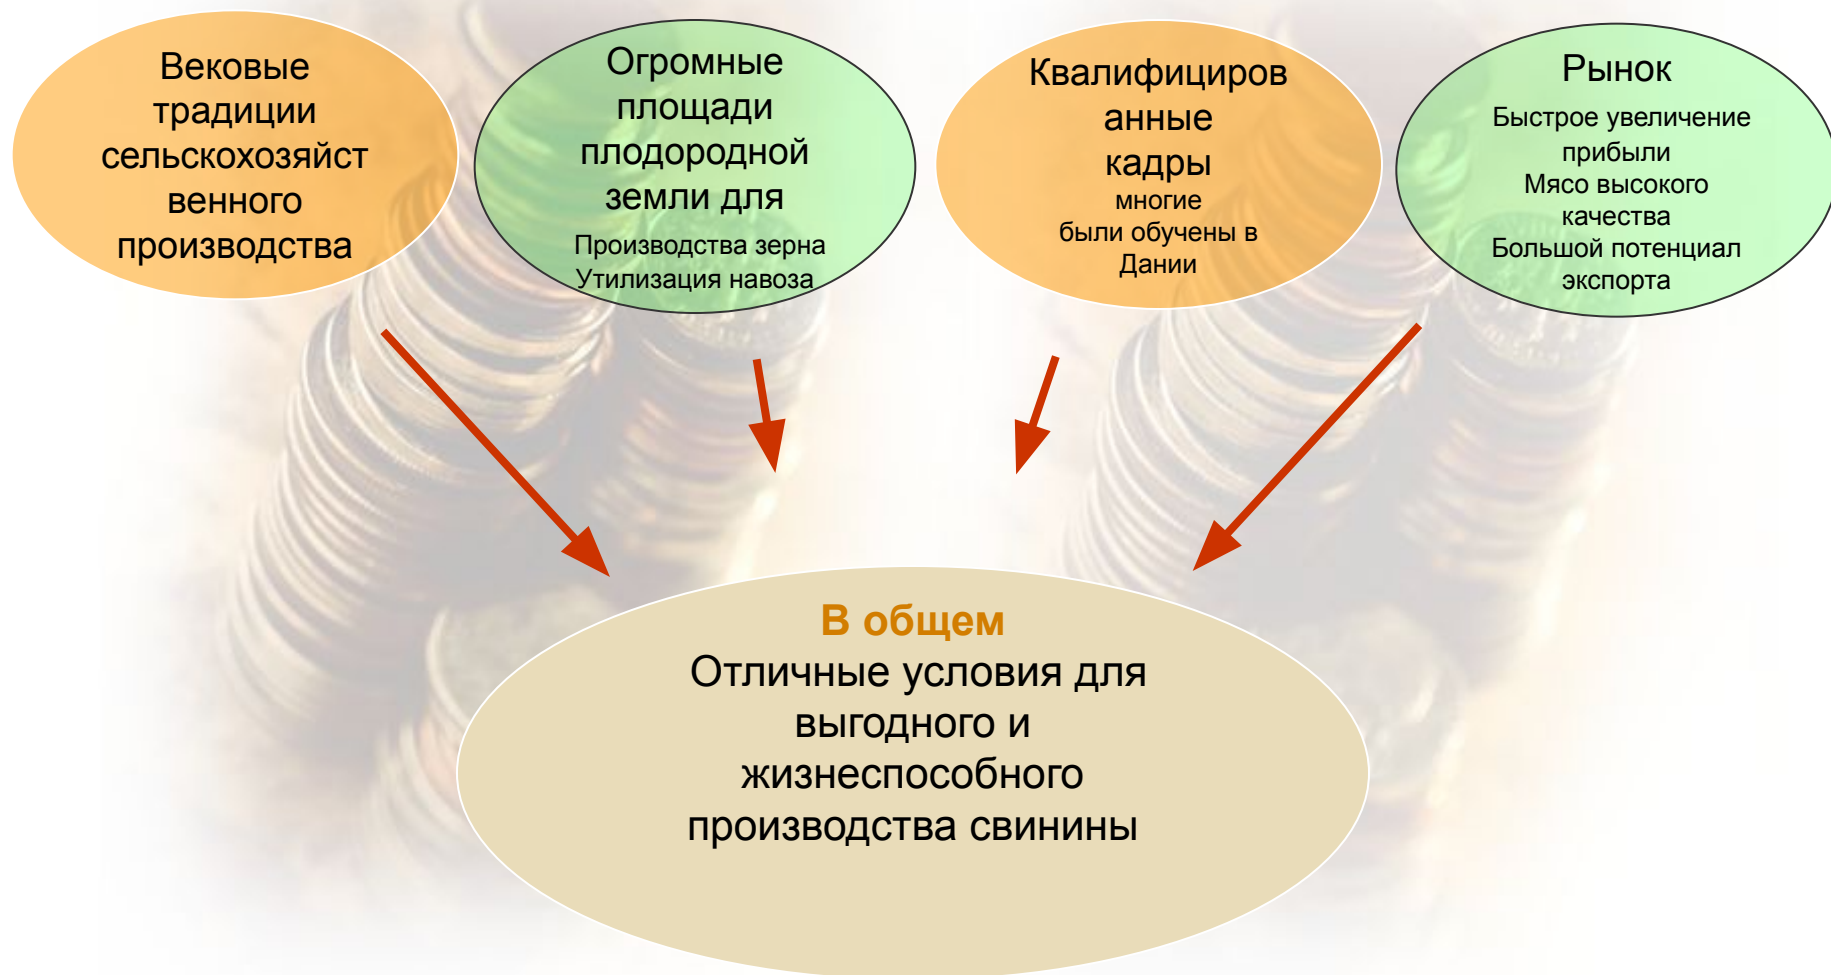 Вековые
традиции
сельскохозяйст
венного
производства
Огромные
площади
плодородной
земли для
Производства зерна
Утилизация навоза
Квалифициров
анные
кадры
многие
были обучены в
Дании
Рынок
Быстрое увеличение
прибыли
Мясо высокого
качества
Большой потенциал
экспорта
В общем
Отличные условия для
выгодного и
жизнеспособного
производства свинины